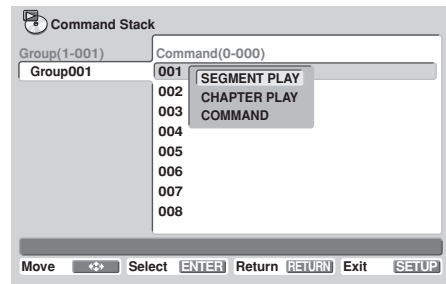 Command Stack
Group(1-001) Command(0-000)
Group001 001 SEGMENT PLAY
002 CHAPTER PLAY
003 COMMAND
004
005
006
007
008
Move Select ENTER Return RETURN Exit SETUP